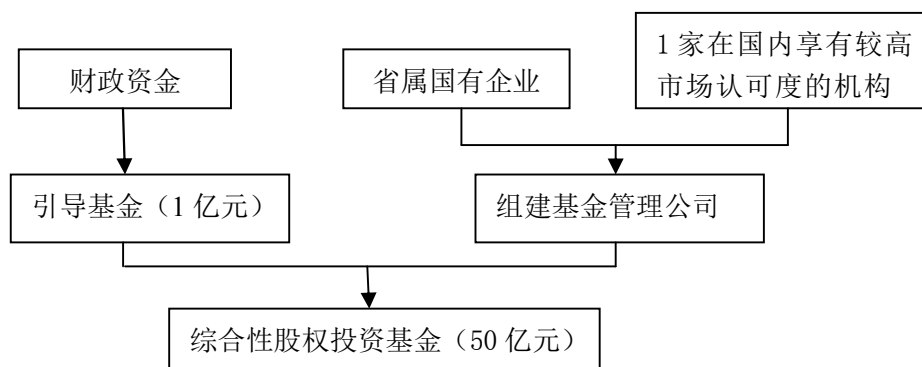 财政资金
省属国有企业
1 家在国内享有较高
市场认可度的机构
引导基金（1 亿元）
组建基金管理公司
综合性股权投资基金（50 亿元）